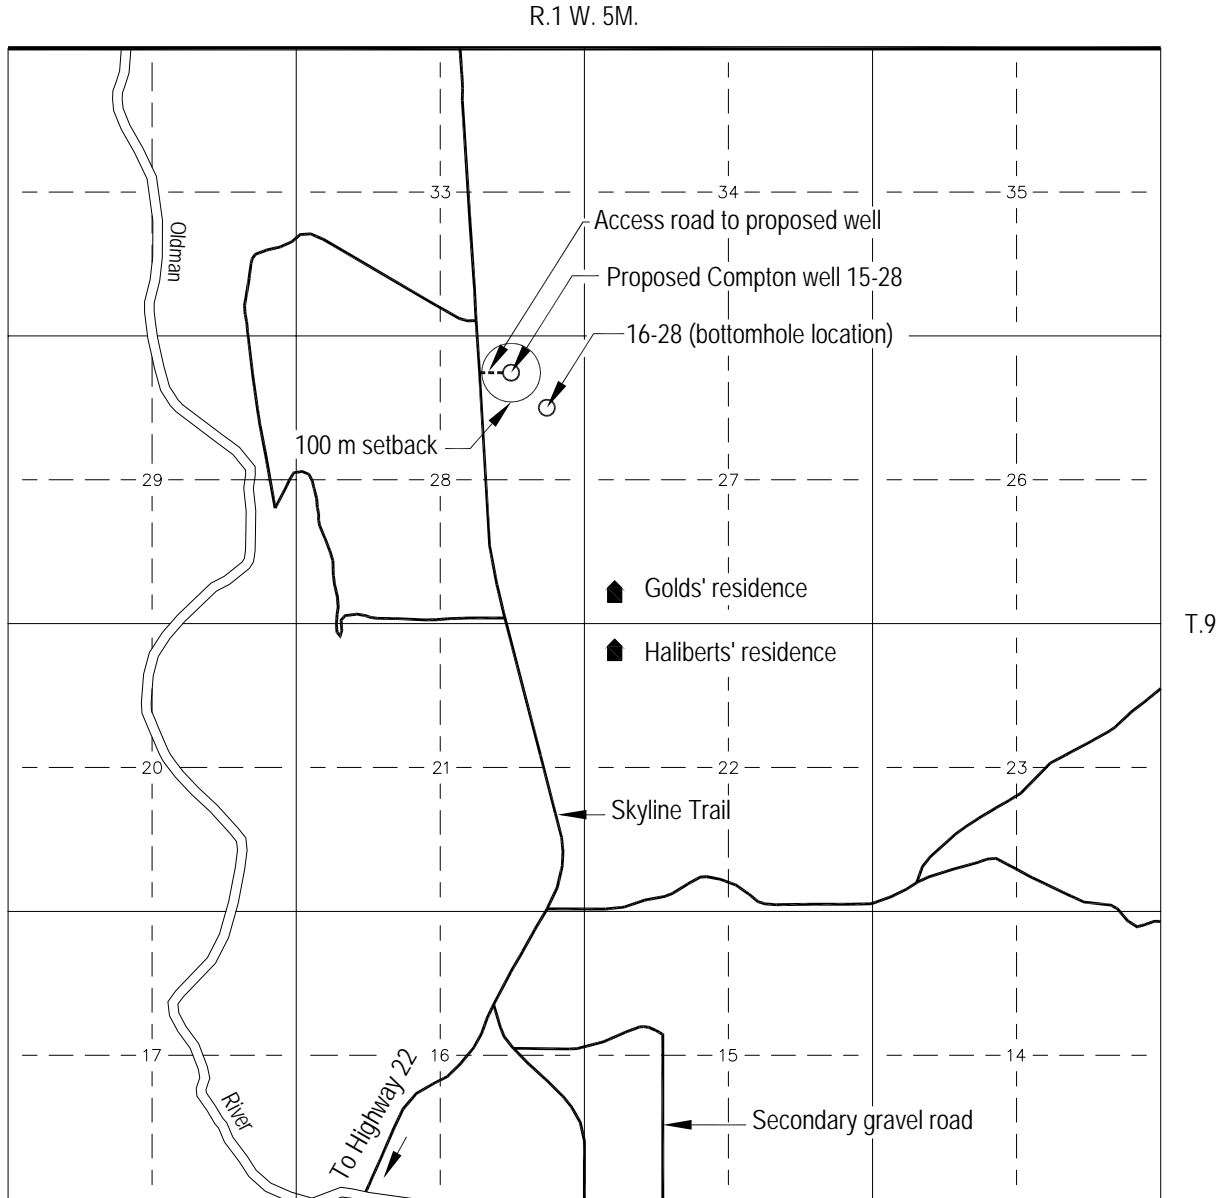 R.1 W. 5M.
33
34
35
Access road to proposed well
Oldman
Proposed Compton well 15-28
16-28 (bottomhole location)
100 m setback
29
28
27
26
Golds' residence
T.9
Haliberts' residence
20
21
22
23
Skyline Trail
17
16
15
14
River
To Highway 22
Secondary gravel road